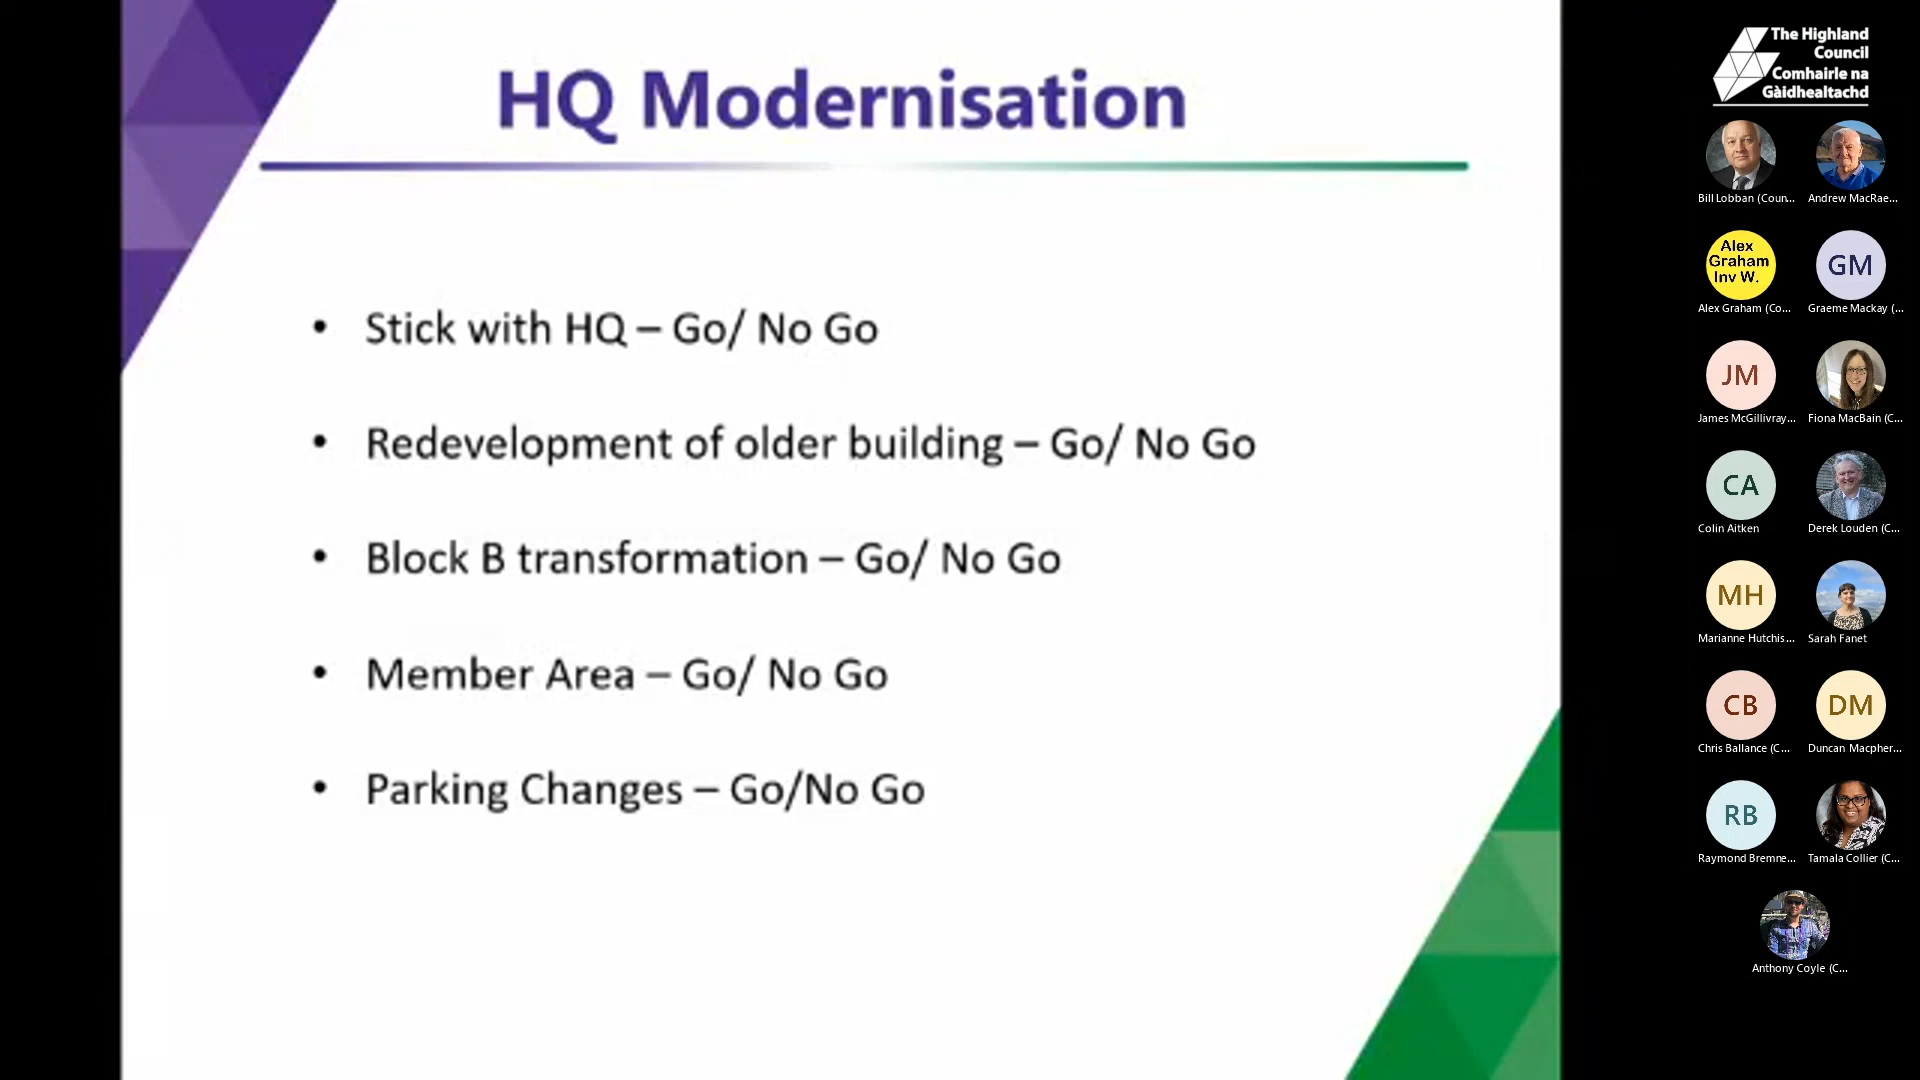 HQ Modernisation
• Stick with HQ – Go/ No Go
• Redevelopment of older building – Go/ No Go
• Block B transformation – Go/ No Go
• Member Area – Go/ No Go
• Parking Changes – Go/No Go
The Highland
Council
Comhairle na
Gàidhealtachd
Bill Lobban (Coun...
Andrew MacRae...
Alex
Graham
Inv W.
Alex Graham (Co...
GM
Graeme Mackay (...
JM
James McGillivray...
Fiona MacBain (C...
CA
Colin Aitken
Derek Louden (C...
MH
Marianne Hutchis...
Sarah Fanet
CB
Chris Ballance (C...
DM
Duncan Macpher...
RB
Raymond Bremne...
Tamala Collier (C...
Anthony Coyle (C...